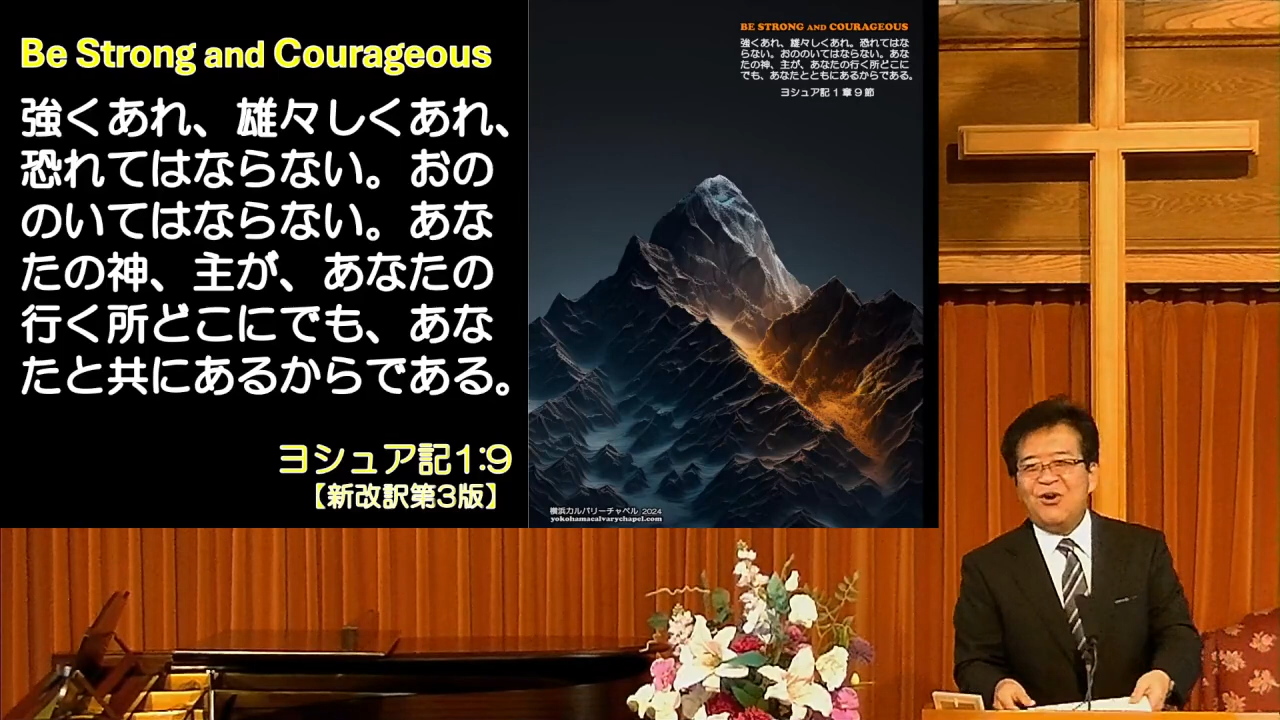 Be Strong and Courageous
強くあれ、雄々しくあれ、
恐れてはならない。おの
のいてはならない。あな
たの神、主が、あなたの
行く所どこにでも、あな
たと共にあるからである。
ヨシュア記1:9
【新改訳第3版】
BE STRONG AND COURAGEOUS
強くあれ、雄々しくあれ。恐れてはな
らない。おののいてはならない。あな
たの神、主が、あなたの行く所どこに
でも、あなたとともにあるからである。
ヨシュア記1章9節
横浜カルバリーチャペル 2024
yokohamacalvarychapel.com